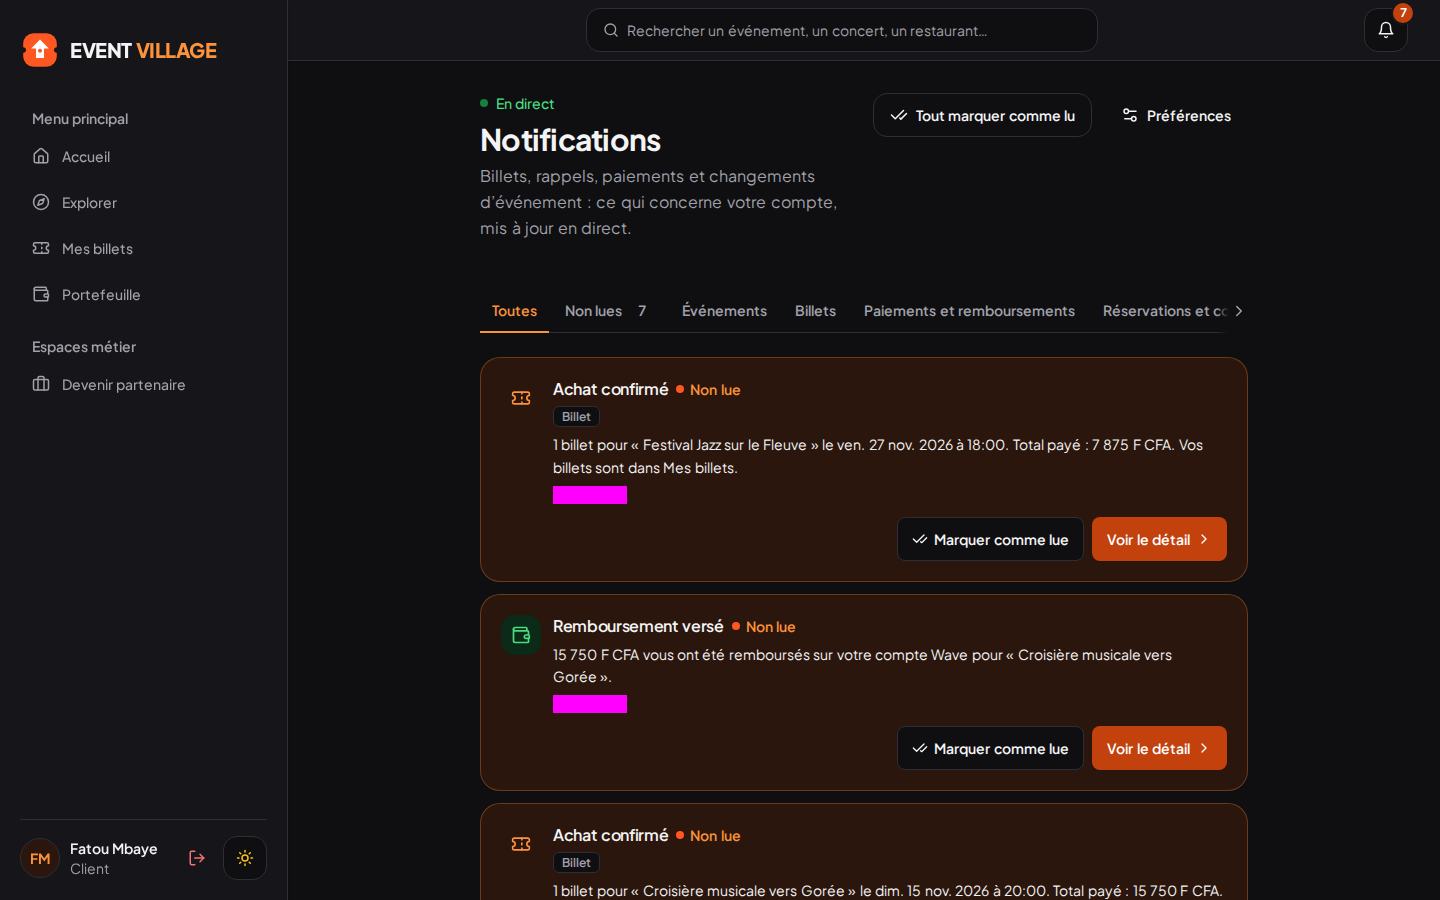 EVENT VILLAGE
Rechercher un événement, un concert, un restaurant...
7
Menu principal
Accueil
Explorer
Mes billets
Portefeuille
Espaces métier
Devenir partenaire
FM
Fatou Mbaye
Client
En direct
Notifications
Billets, rappels, paiements et changements
d'événement : ce qui concerne votre compte,
mis à jour en direct.
Tout marquer comme lu
Préférences
Toutes
Non lues 7
Événements
Billets
Paiements et remboursements
Réservations et
Achat confirmé
Non lue
Billet
1 billet pour « Festival Jazz sur le Fleuve » le ven. 27 nov. 2026 à 18:00. Total payé : 7 875 F CFA. Vos
billets sont dans Mes billets.
Marquer comme lue
Voir le détail
Remboursement versé
Non lue
15 750 F CFA vous ont été remboursés sur votre compte Wave pour « Croisière musicale vers
Gorée ».
Marquer comme lue
Voir le détail
Achat confirmé
Non lue
Billet
1 billet pour « Croisière musicale vers Gorée » le dim. 15 nov. 2026 à 20:00. Total payé : 15 750 F CFA.